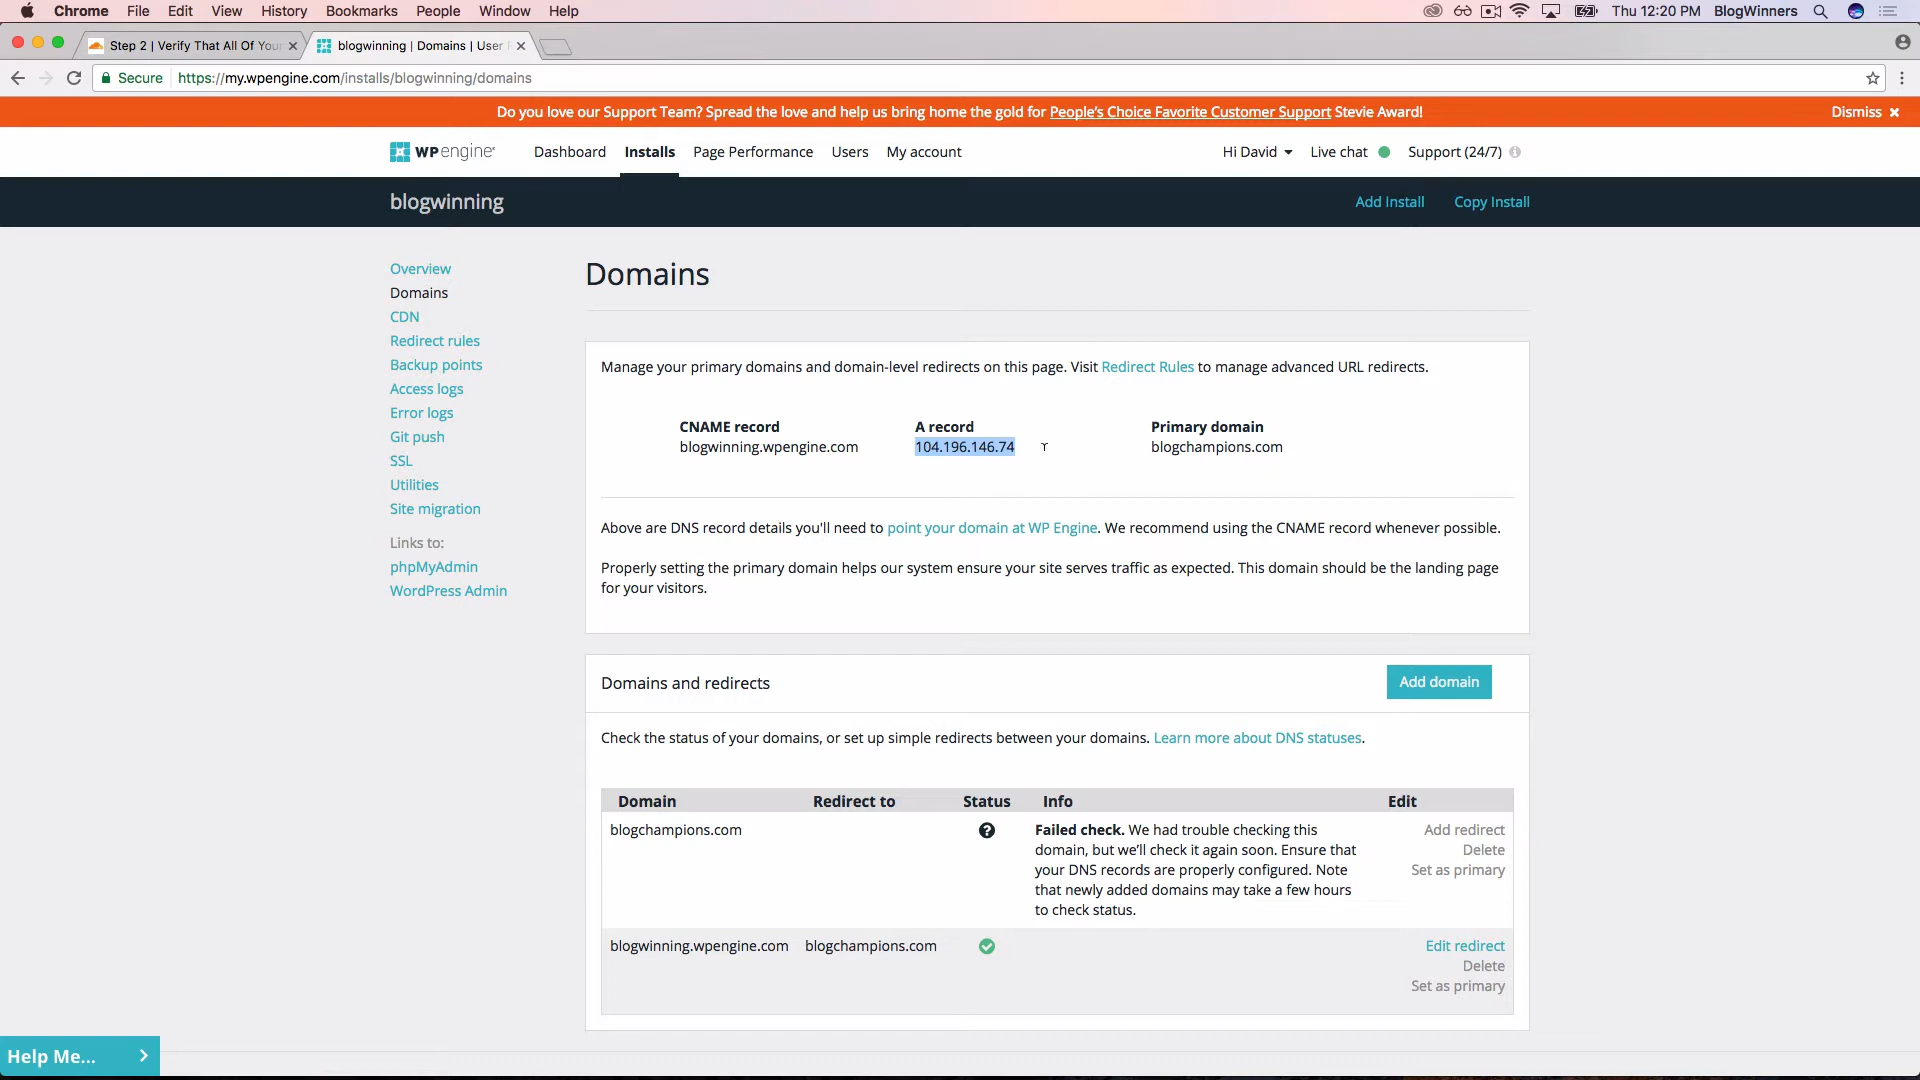 Chrome File Edit View History Bookmarks People Window Help Thu 12:20 PM BlogWinners
Step 2 | Verify That All Of Your
blogwinning | Domains | User
Secure https://my.wpengine.com/installs/blogwinning/domains
Do you love our Support Team? Spread the love and help us bring home the gold for People's Choice Favorite Customer Support Stevie Award! Dismiss ×
WP engine Dashboard Installs Page Performance Users My account Hi David Live chat Support (24/7)
blogwinning Add Install Copy Install
Overview
Domains
CDN
Redirect rules
Backup points
Access logs
Error logs
Git push
SSL
Utilities
Site migration
Links to:
phpMyAdmin
WordPress Admin
Domains
Manage your primary domains and domain-level redirects on this page. Visit Redirect Rules to manage advanced URL redirects.
CNAME record A record Primary domain
blogwinning.wpengine.com 104.196.146.74 blogchampions.com
Above are DNS record details you'll need to point your domain at WP Engine. We recommend using the CNAME record whenever possible.
Properly setting the primary domain helps our system ensure your site serves traffic as expected. This domain should be the landing page
for your visitors.
Domains and redirects Add domain
Check the status of your domains, or set up simple redirects between your domains. Learn more about DNS statuses.
Domain Redirect to Status Info Edit
blogchampions.com Failed check. We had trouble checking this Add redirect
domain, but we'll check it again soon. Ensure that Delete
your DNS records are properly configured. Note Set as primary
that newly added domains may take a few hours
to check status.
blogwinning.wpengine.com blogchampions.com Edit redirect
Delete
Set as primary
Help Me...